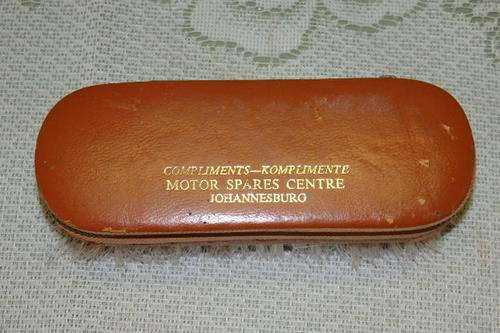 COMPLIMENTS—KOMPLIMENTE
MOTOR SPARES CENTRE
JOHANNESBURG